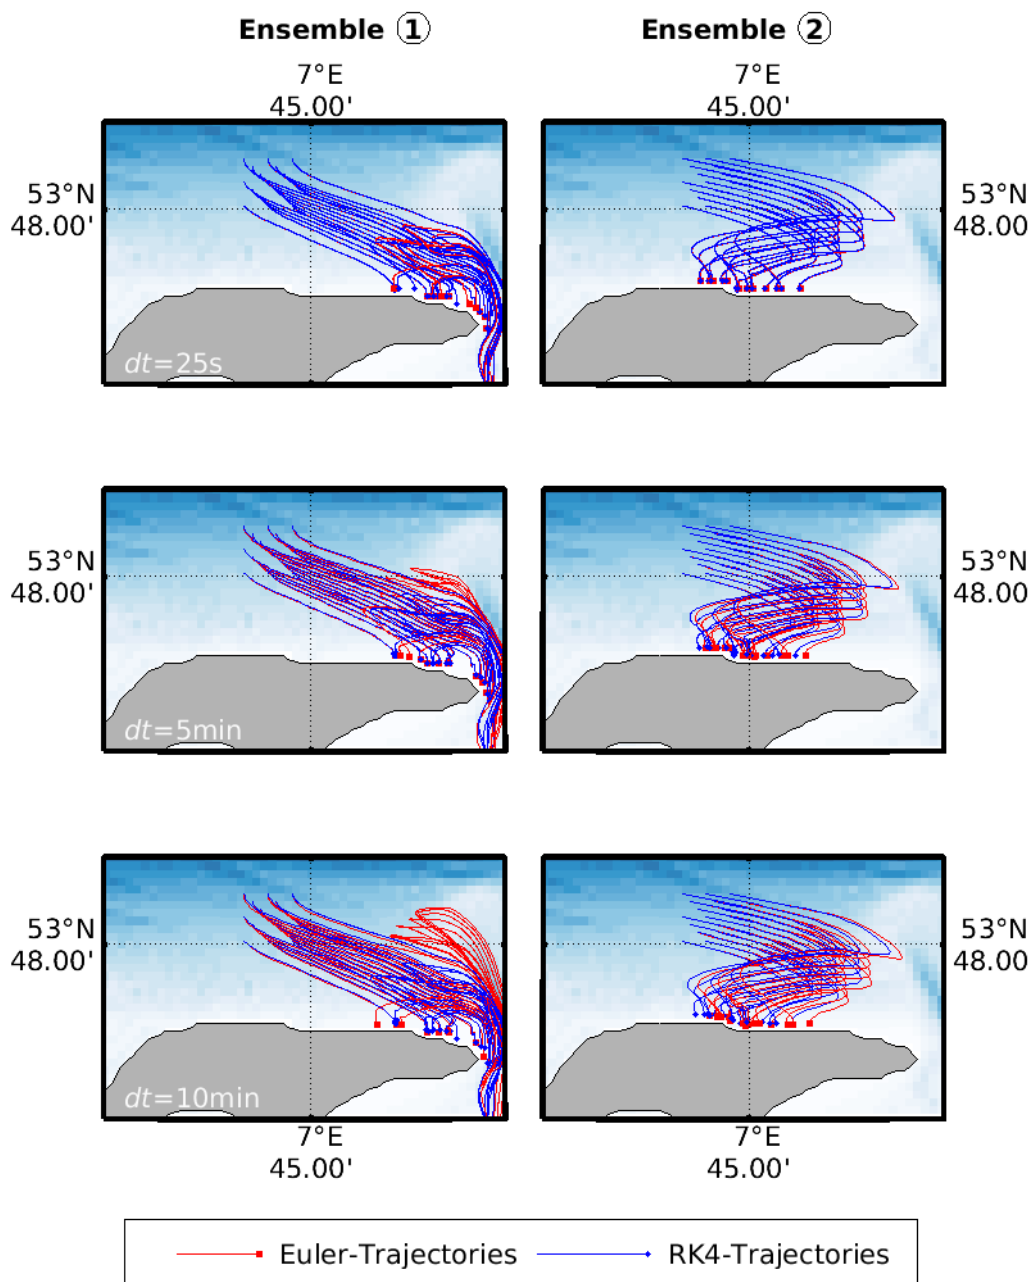 Ensemble ①
Ensemble ②
7°E
45.00'
7°E
45.00'
53°N
48.00'
53°N
48.00
dt=25s
53°N
48.00'
53°N
48.00
dt=5min
53°N
48.00'
53°N
48.00
dt=10min
7°E
45.00'
7°E
45.00'
Euler-Trajectories
RK4-Trajectories